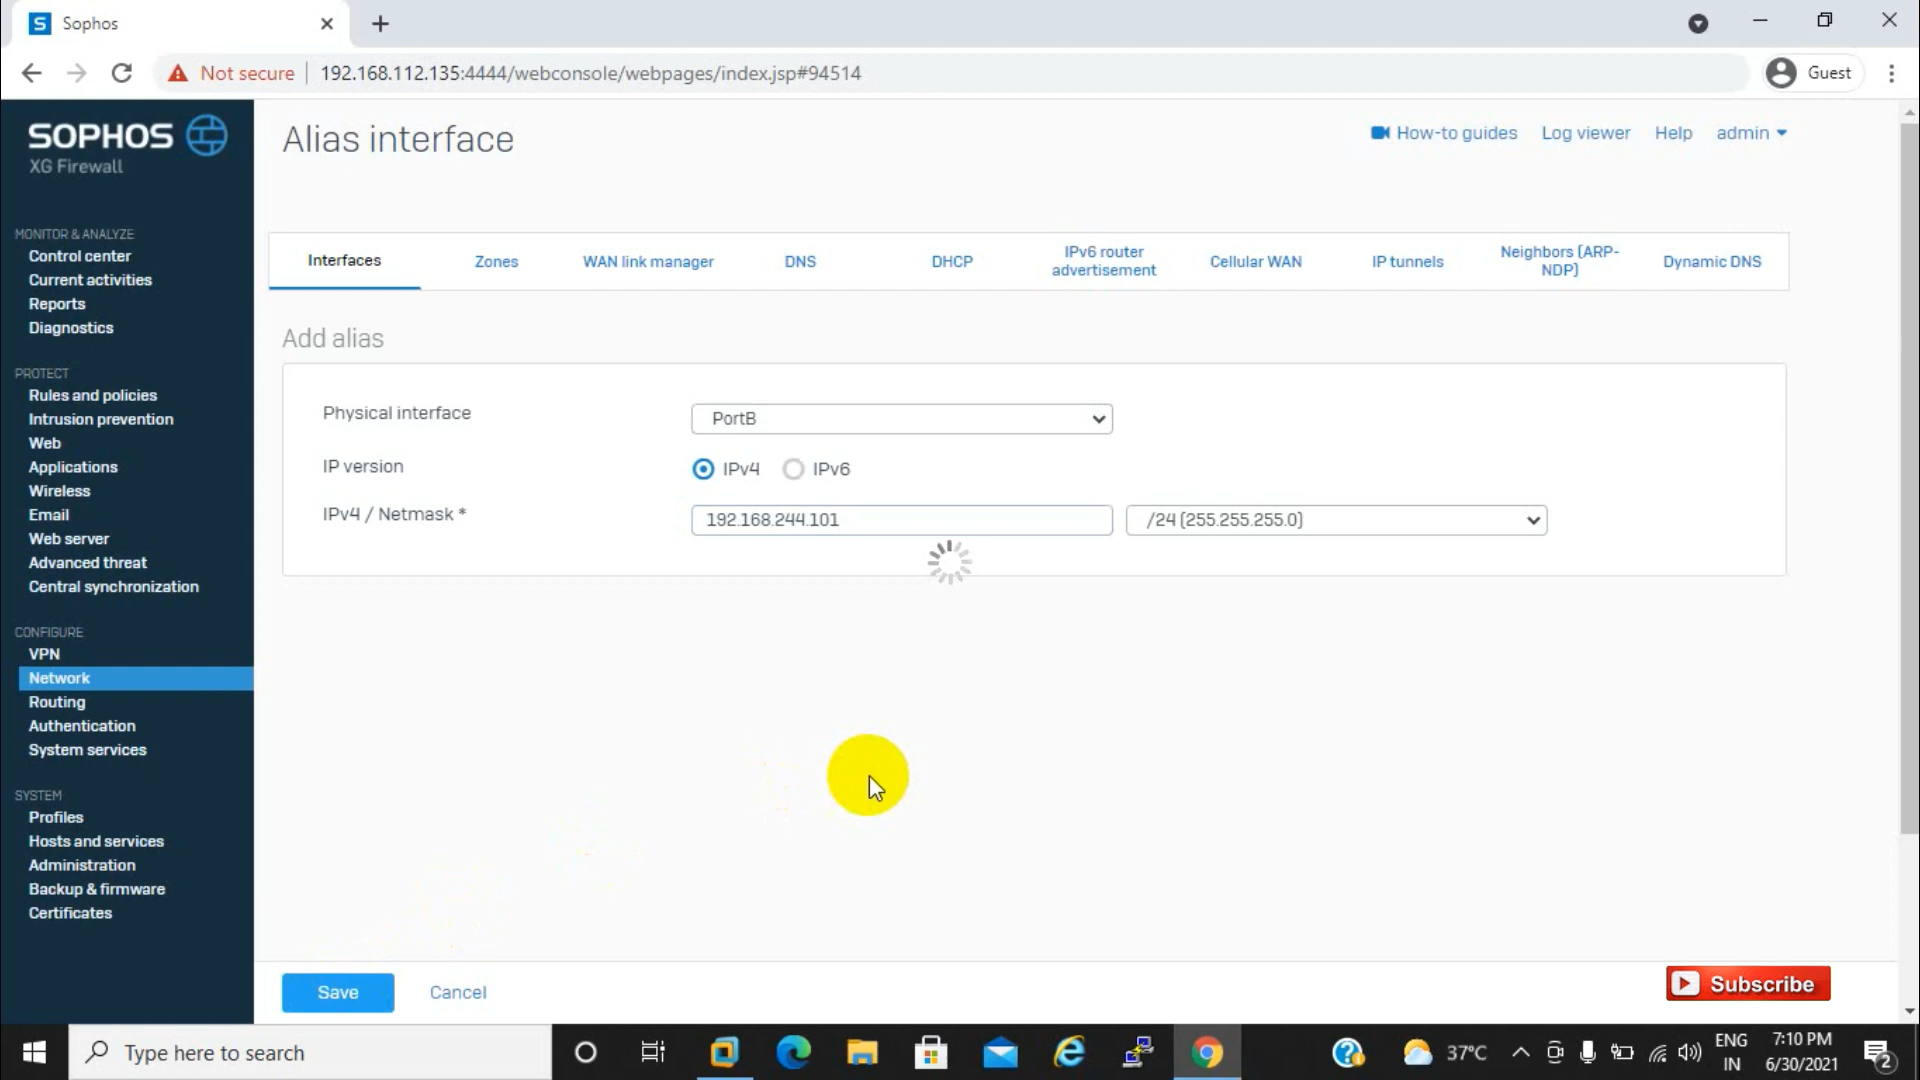 Sophos
Not secure
192.168.112.135:4444/webconsole/webpages/index.jsp#94514
Guest
SOPHOS
XG Firewall
Alias interface
How-to guides
Log viewer
Help
admin
MONITOR & ANALYZE
Control center
Current activities
Reports
Diagnostics
PROTECT
Rules and policies
Intrusion prevention
Web
Applications
Wireless
Email
Web server
Advanced threat
Central synchronization
CONFIGURE
VPN
Network
Routing
Authentication
System services
SYSTEM
Profiles
Hosts and services
Administration
Backup & firmware
Certificates
Interfaces
Zones
WAN link manager
DNS
DHCP
IPv6 router
advertisement
Cellular WAN
IP tunnels
Neighbors (ARP-
NDP)
Dynamic DNS
Add alias
Physical interface
PortB
IP version
IPv4
IPv6
IPv4 / Netmask *
192.168.244.101
/24 (255.255.255.0)
Save
Cancel
Subscribe
Type here to search
37°C
ENG
IN
7:10 PM
6/30/2021
2